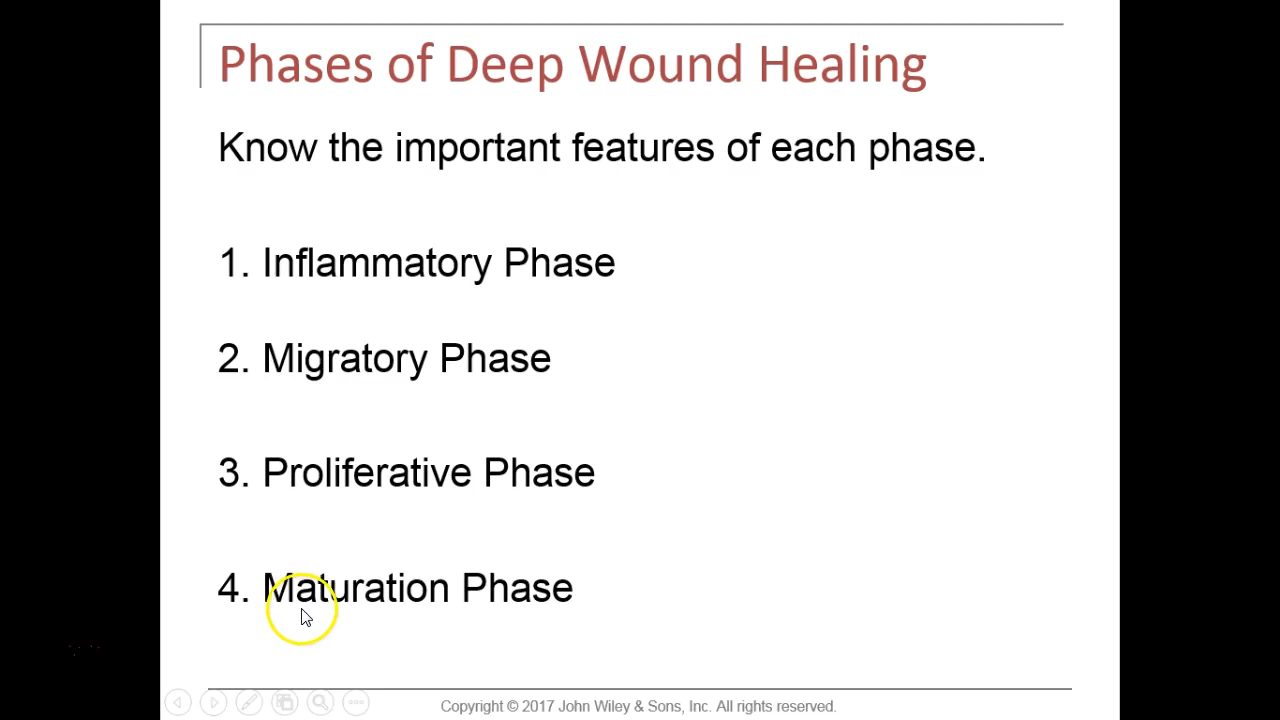 Phases of Deep Wound Healing
Know the important features of each phase.
1. Inflammatory Phase
2. Migratory Phase
3. Proliferative Phase
4. Maturation Phase
Copyright © 2017 John Wiley & Sons, Inc. All rights reserved.